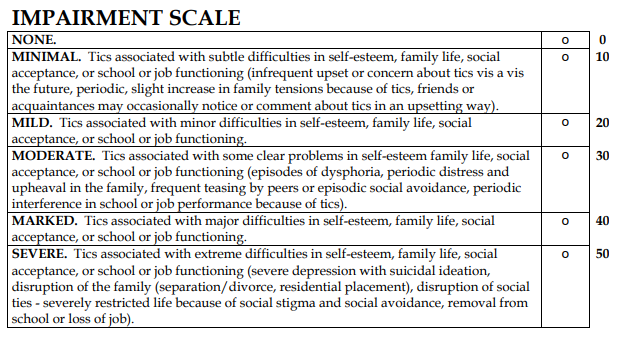 IMPAIRMENT SCALE
NONE. o 0
MINIMAL. Tics associated with subtle difficulties in self-esteem, family life, social o 10
acceptance, or school or job functioning (infrequent upset or concern about tics vis a vis
the future, periodic, slight increase in family tensions because of tics, friends or
acquaintances may occasionally notice or comment about tics in an upsetting way).
MILD. Tics associated with minor difficulties in self-esteem, family life, social o 20
acceptance, or school or job functioning.
MODERATE. Tics associated with some clear problems in self-esteem family life, social o 30
acceptance, or school or job functioning (episodes of dysphoria, periodic distress and
upheaval in the family, frequent teasing by peers or episodic social avoidance, periodic
interference in school or job performance because of tics).
MARKED. Tics associated with major difficulties in self-esteem, family life, social o 40
acceptance, or school or job functioning.
SEVERE. Tics associated with extreme difficulties in self-esteem, family life, social o 50
acceptance, or school or job functioning (severe depression with suicidal ideation,
disruption of the family (separation/divorce, residential placement), disruption of social
ties - severely restricted life because of social stigma and social avoidance, removal from
school or loss of job).